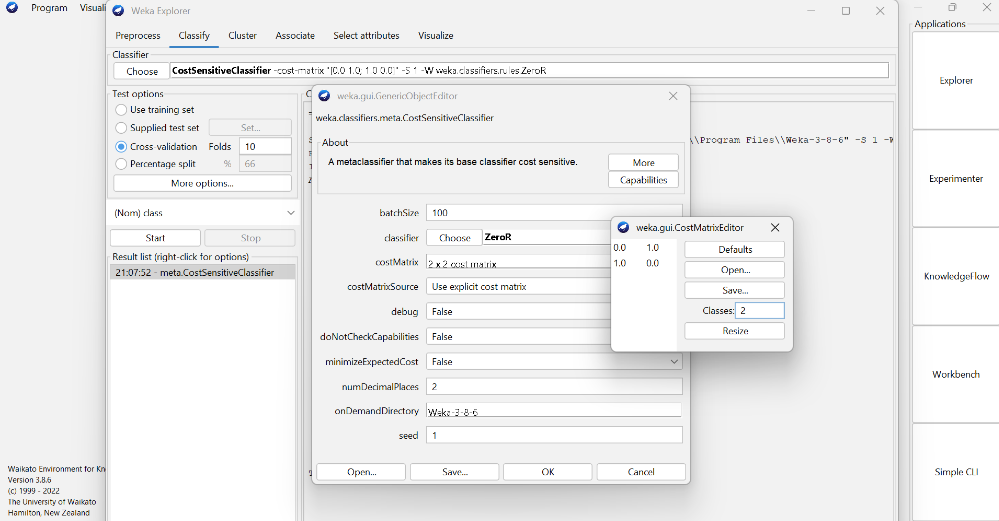 Program Visuali
Weka Explorer
Preprocess Classify Cluster Associate Select attributes Visualize
Classifier
Choose CostSensitiveClassifier -cost-matrix "[0.0 1.0; 1.0 0.0]" -S 1 -W weka.classifiers.rules.ZeroR
Test options
Use training set
Supplied test set Set...
Cross-validation Folds 10
Percentage split % 66
More options...
(Nom) class
Start Stop
Result list (right-click for options)
21:07:52 - meta.CostSensitiveClassifier
\\Program Files\\Weka-3-8-6" -S 1 -W
weka.gui.GenericObjectEditor
weka.classifiers.meta.CostSensitiveClassifier
About
A metaclassifier that makes its base classifier cost sensitive.
More
Capabilities
batchSize 100
classifier Choose ZeroR
costMatrix 2 x 2 cost matrix
costMatrixSource Use explicit cost matrix
debug False
doNotCheckCapabilities False
minimizeExpectedCost False
numDecimalPlaces 2
onDemandDirectory Weka-3-8-6
seed 1
Open... Save... OK Cancel
weka.gui.CostMatrixEditor
0.0 1.0
1.0 0.0
Defaults
Open...
Save...
Classes: 2
Resize
Applications
Explorer
Experimenter
KnowledgeFlow
Workbench
Simple CLI
Waikato Environment for Kn
Version 3.8.6
(c) 1999 - 2022
The University of Waikato
Hamilton, New Zealand